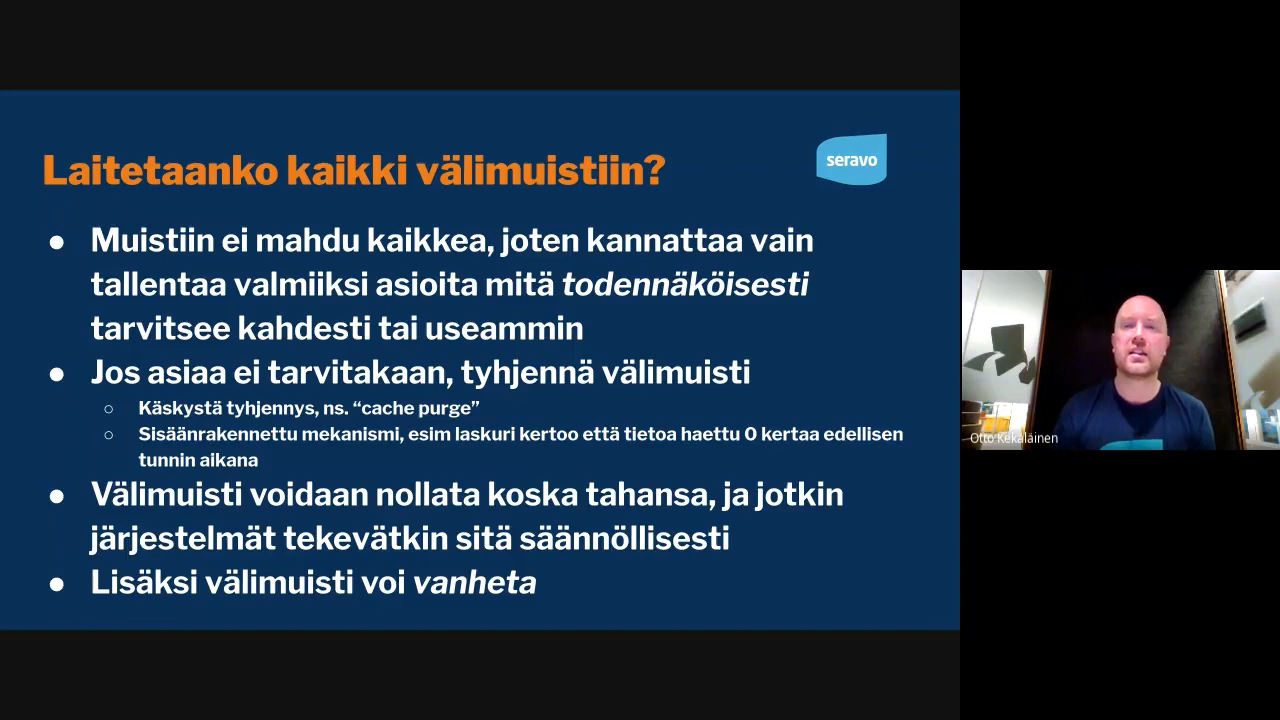 Laitetaanko kaikki välimuistiin?
seravo
● Muistiin ei mahdu kaikkea, joten kannattaa vain
tallentaa valmiiksi asioita mitä todennäköisesti
tarvitsee kahdesti tai useammin
● Jos asiaa ei tarvitakaan, tyhjennä välimuisti
○ Käskystä tyhjennys, ns. “cache purge”
○ Sisäänrakennettu mekanismi, esim laskuri kertoo että tietoa haettu 0 kertaa edellisen
tunnin aikana
● Välimuisti voidaan nollata koska tahansa, ja jotkin
järjestelmät tekevätkin sitä säännöllisesti
● Lisäksi välimuisti voi vanheta
Otto Kekäläinen